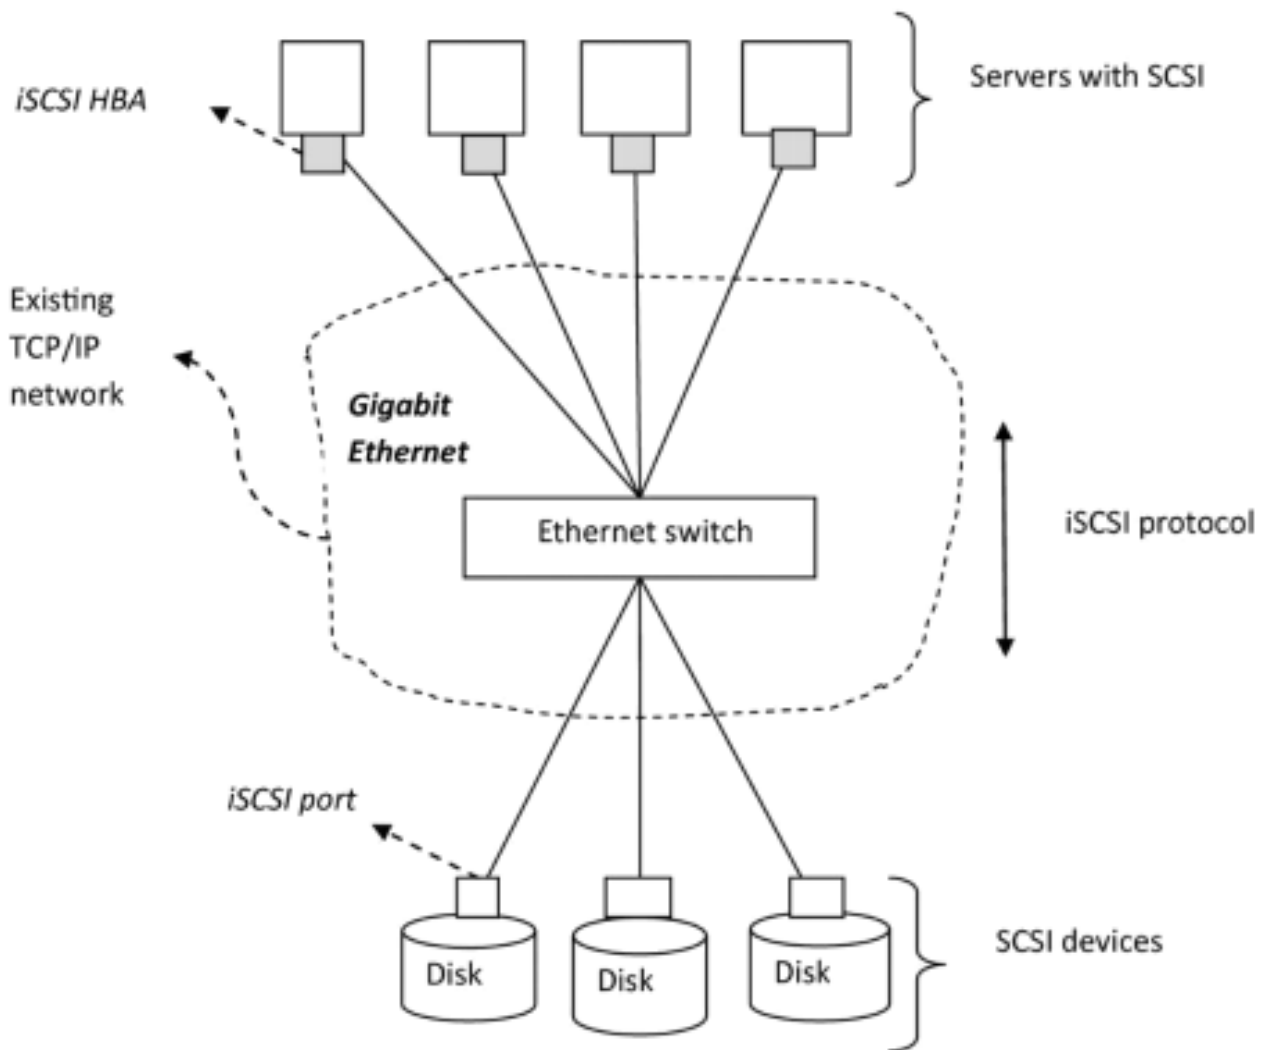 iSCSI HBA
Servers with SCSI
Existing
TCP/IP
network
Gigabit
Ethernet
Ethernet switch
iSCSI protocol
iSCSI port
Disk
Disk
Disk
SCSI devices